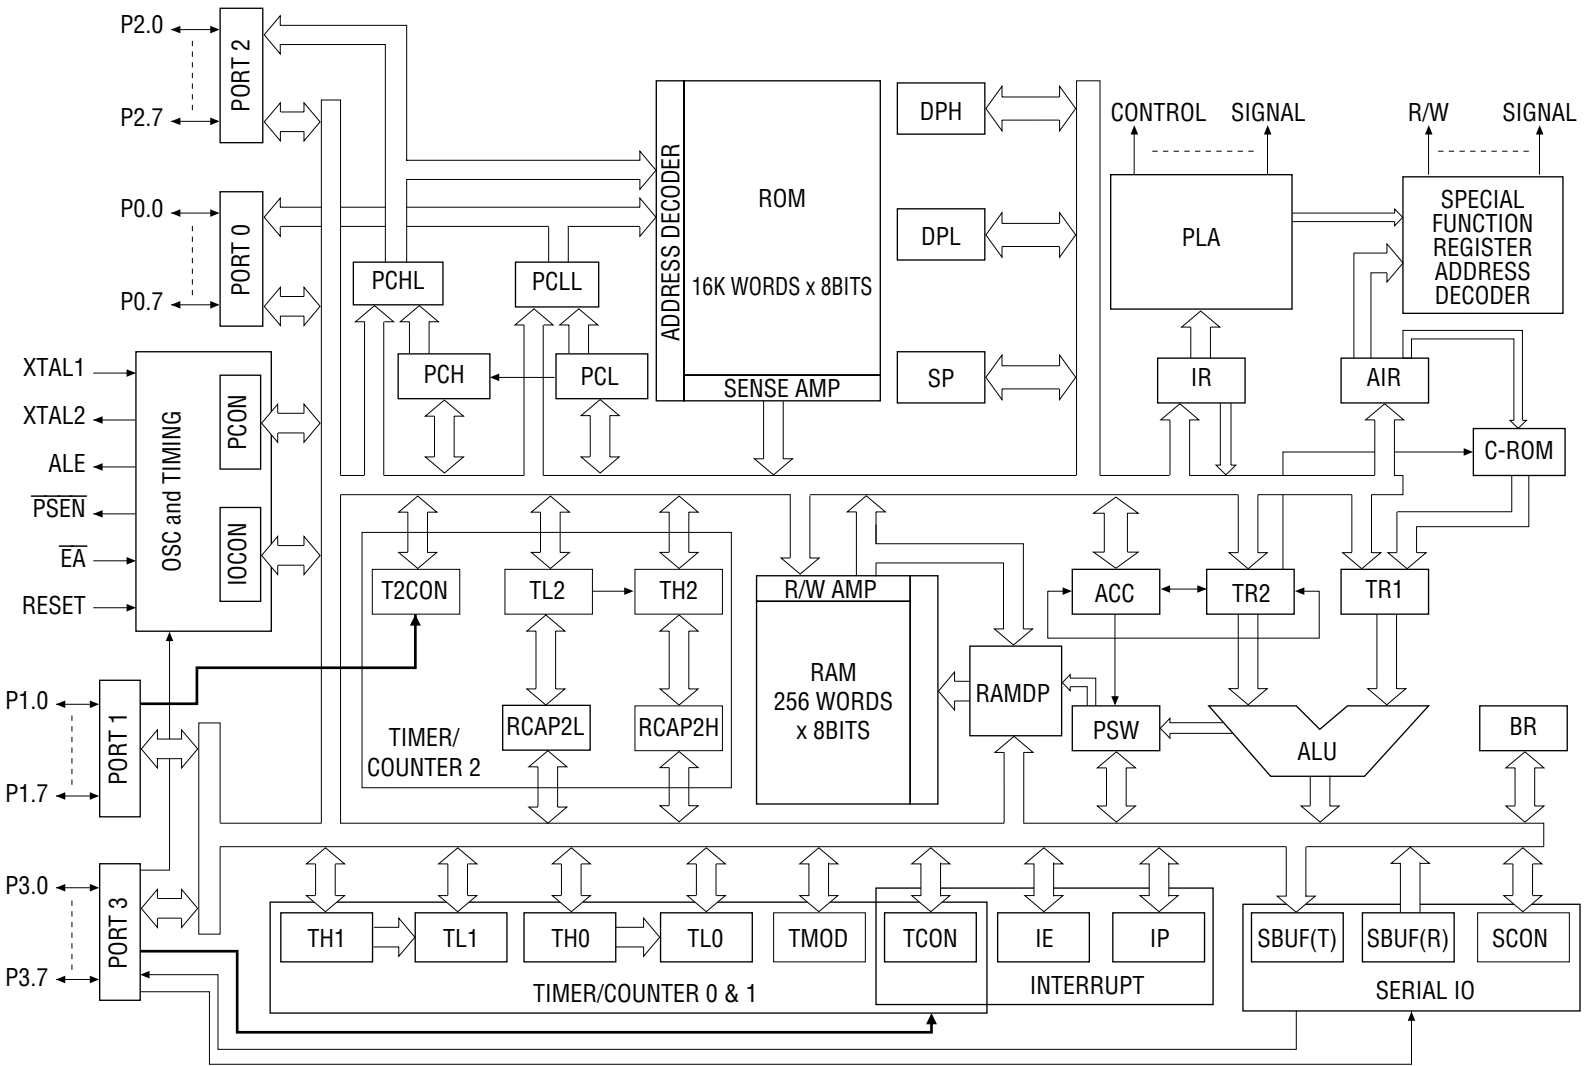 P2.0
P2.7
PORT 2
P0.0
P0.7
PORT 0
XTAL1
XTAL2
ALE
PSEN
EA
RESET
OSC and TIMING
PCON
IOCON
P1.0
P1.7
PORT 1
P3.0
P3.7
PORT 3
PCHL
PCLL
PCH
PCL
ADDRESS DECODER
ROM
16K WORDS x 8BITS
SENSE AMP
DPH
DPL
SP
CONTROL SIGNAL
PLA
R/W SIGNAL
SPECIAL
FUNCTION
REGISTER
ADDRESS
DECODER
IR
AIR
C-ROM
T2CON
TL2
TH2
RCAP2L
RCAP2H
TIMER/
COUNTER 2
R/W AMP
RAM
256 WORDS
x 8BITS
RAMDP
ACC
TR2
TR1
PSW
ALU
BR
TH1
TL1
TH0
TL0
TMOD
TCON
IE
IP
TIMER/COUNTER 0 & 1
INTERRUPT
SBUF(T)
SBUF(R)
SCON
SERIAL IO